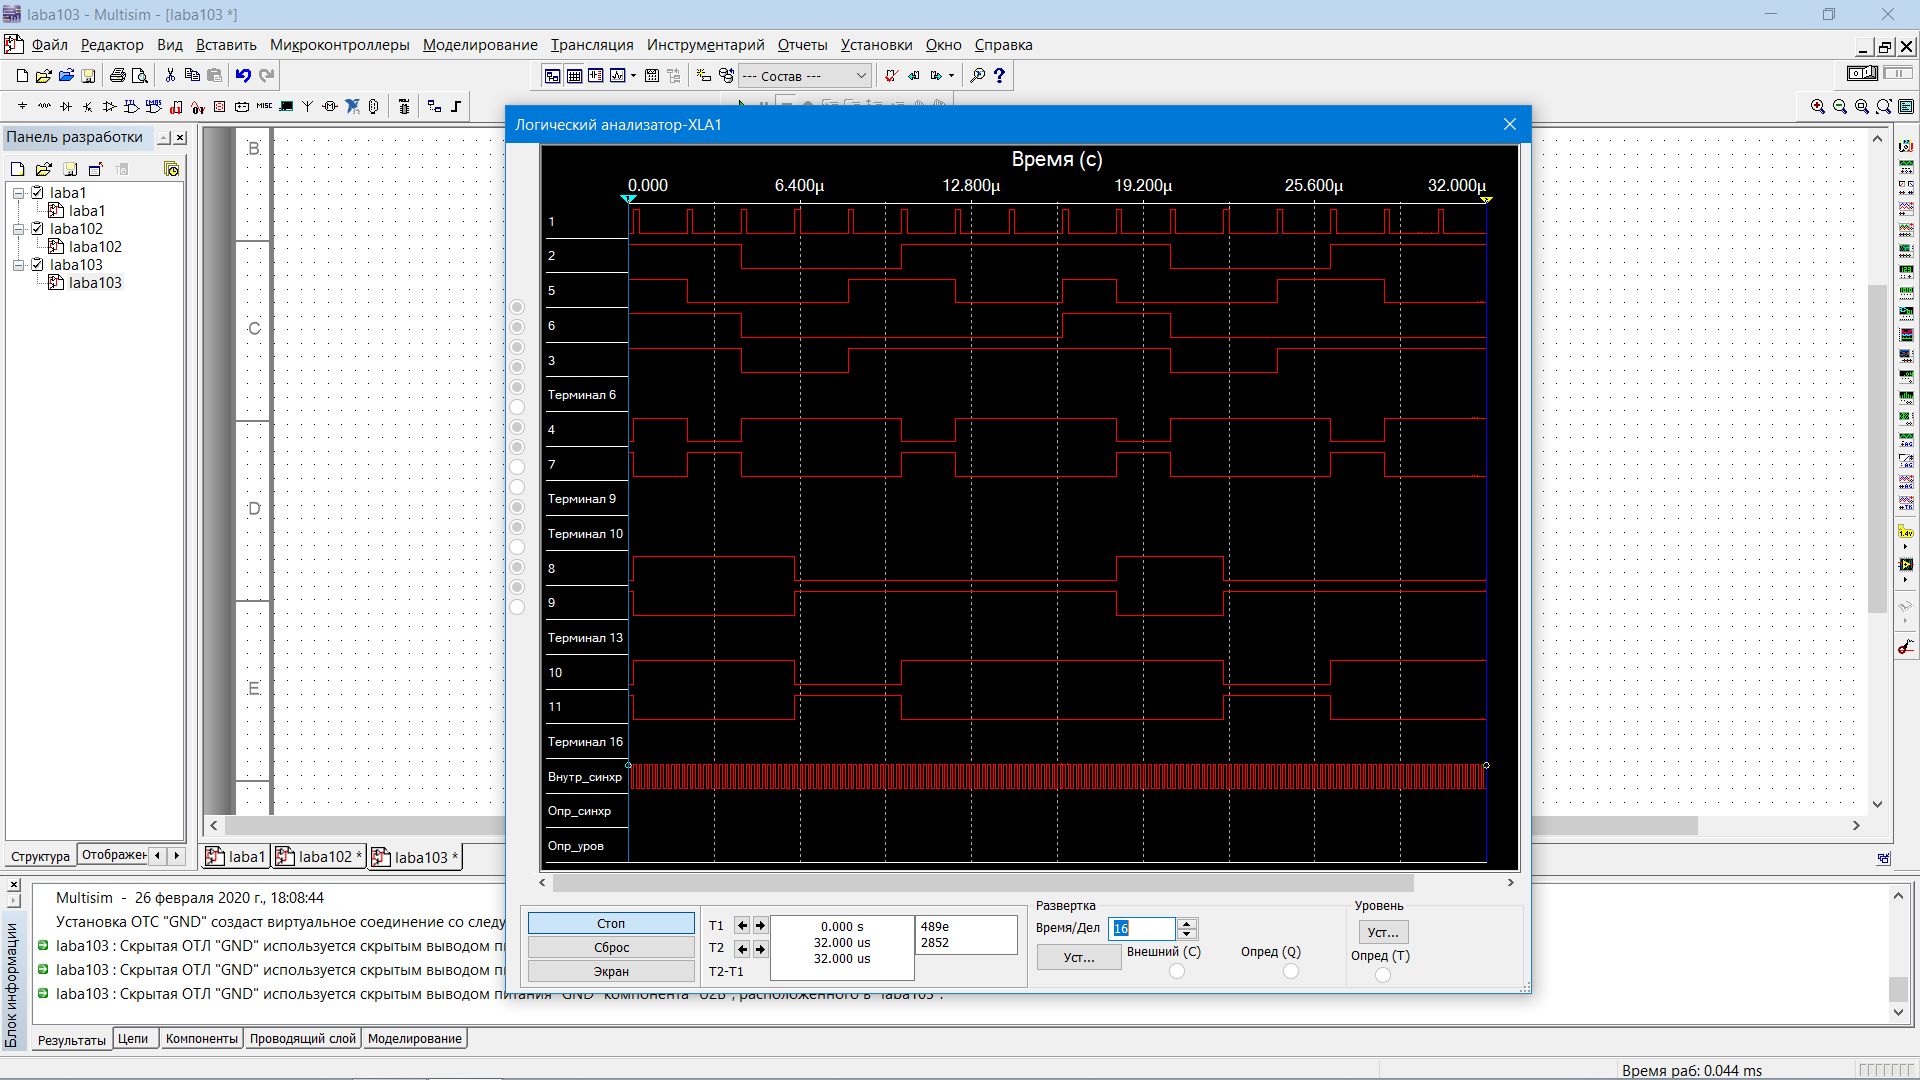 laba103 - Multisim - [laba103 *]
Файл Редактор Вид Вставить Микроконтроллеры Моделирование Трансляция Инструментарий Отчеты Установки Окно Справка
--- Состав ---
MISC
Панель разработки
laba1
laba1
laba102
laba102
laba103
laba103
Структура Отображен
B
C
D
E
Логический анализатор-XLA1
Время (с)
0.000 6.400µ 12.800µ 19.200µ 25.600µ 32.000µ
1
2
5
6
3
Терминал 6
4
7
Терминал 9
Терминал 10
8
9
Терминал 13
10
11
Терминал 16
Внутр_синхр
Опр_синхр
Опр_уров
laba1 laba102 * laba103 *
Стоп
Сброс
Экран
T1 0.000 s 489e
T2 32.000 us 2852
T2-T1 32.000 us
Развертка
Время/Дел 16
Уст...
Внешний (C)
Опред (Q)
Уровень
Уст...
Опред (T)
Блок информации
Multisim - 26 февраля 2020 г., 18:08:44
Установка ОТС "GND" создаст виртуальное соединение со следу
laba103 : Скрытая ОТЛ "GND" используется скрытым выводом пи
laba103 : Скрытая ОТЛ "GND" используется скрытым выводом пи
laba103 : Скрытая ОТЛ "GND" используется скрытым выводом питания "GND" компонента "U2B", расположенного в "laba103".
Результаты Цепи Компоненты Проводящий слой Моделирование
Время раб: 0.044 ms